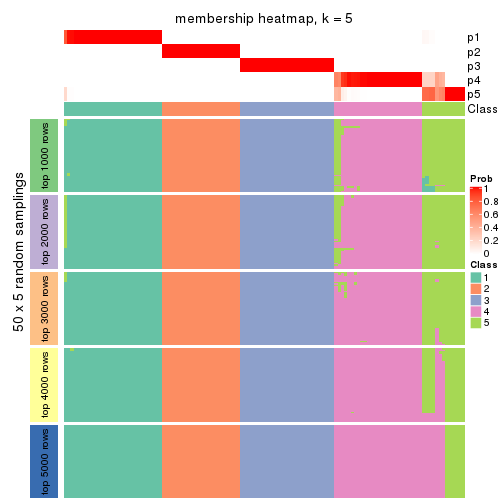 membership heatmap, k = 5
p1
p2
p3
p4
p5
Class
50 x 5 random samplings
top 1000 rows
top 2000 rows
top 3000 rows
top 4000 rows
top 5000 rows
Prob
1
0.8
0.6
0.4
0.2
0
Class
1
2
3
4
5